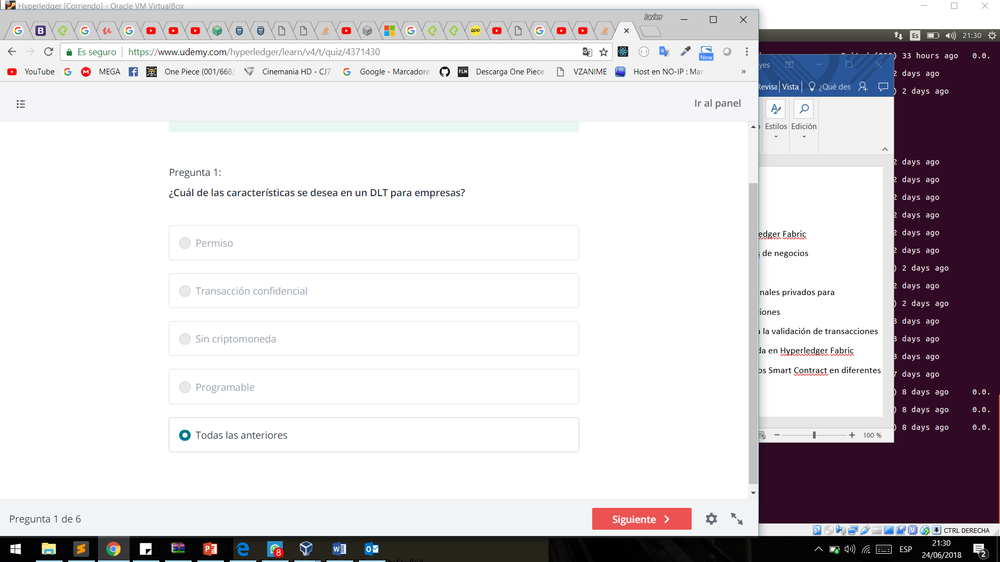 Hyperledger [Corriendo] - Oracle VM VirtualBox
Javier
Es seguro
https://www.udemy.com/hyperledger/learn/v4/t/quiz/4371430
New
YouTube
MEGA
One Piece (001/668/
Cinemania HD - CJ7
Google - Marcadore
FLN
Descarga One Piece
VZANIME
Host en NO-IP : Man
»
Ir al panel
Pregunta 1:
¿Cuál de las características se desea en un DLT para empresas?
Permiso
Transacción confidencial
Sin criptomoneda
Programable
Todas las anteriores
Pregunta 1 de 6
Siguiente
Es
21:30
) 33 hours ago 0.0.
2 days ago
) 2 days ago
2 days ago
2 days ago
2 days ago
2 days ago
2 days ago
2 days ago
) 2 days ago
2 days ago
) 2 days ago
3 days ago
3 days ago
3 days ago
7 days ago
) 8 days ago 0.0.
) 8 days ago 0.0.
) 8 days ago 0.0.
yes
Revisa
Vista
¿Qué des
Estilos
Edición
edger Fabric
s de negocios
nales privados para
iones
a la validación de transacciones
da en Hyperledger Fabric
os Smart Contract en diferentes
100 %
CTRL DERECHA
8
ESP
21:30
24/06/2018
2